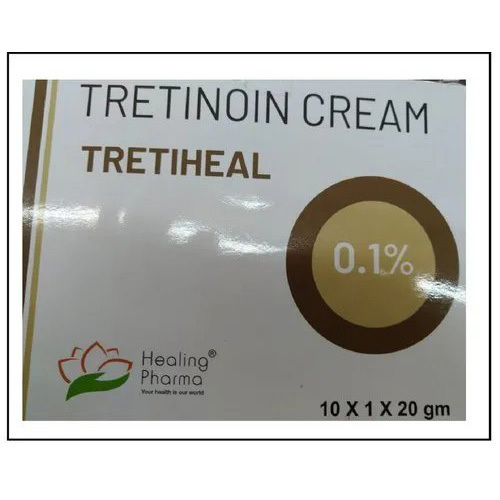 TRETINOIN CREAM
TRETIHEAL
0.1%
Healing®
Pharma
Your health is our world
10 X 1 X 20 gm